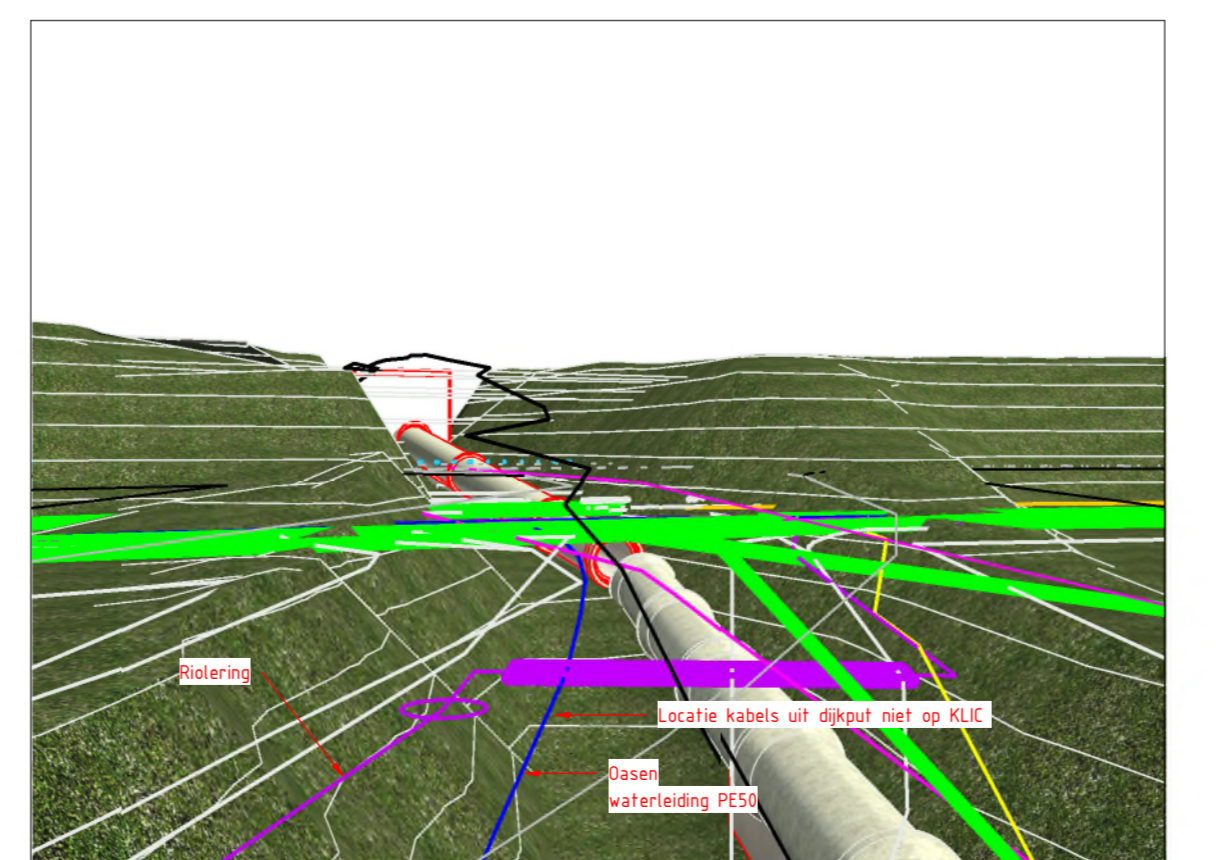 Riolering
Locatie kabels uit dijkput niet op KLIC
Oasen
waterleiding PE50